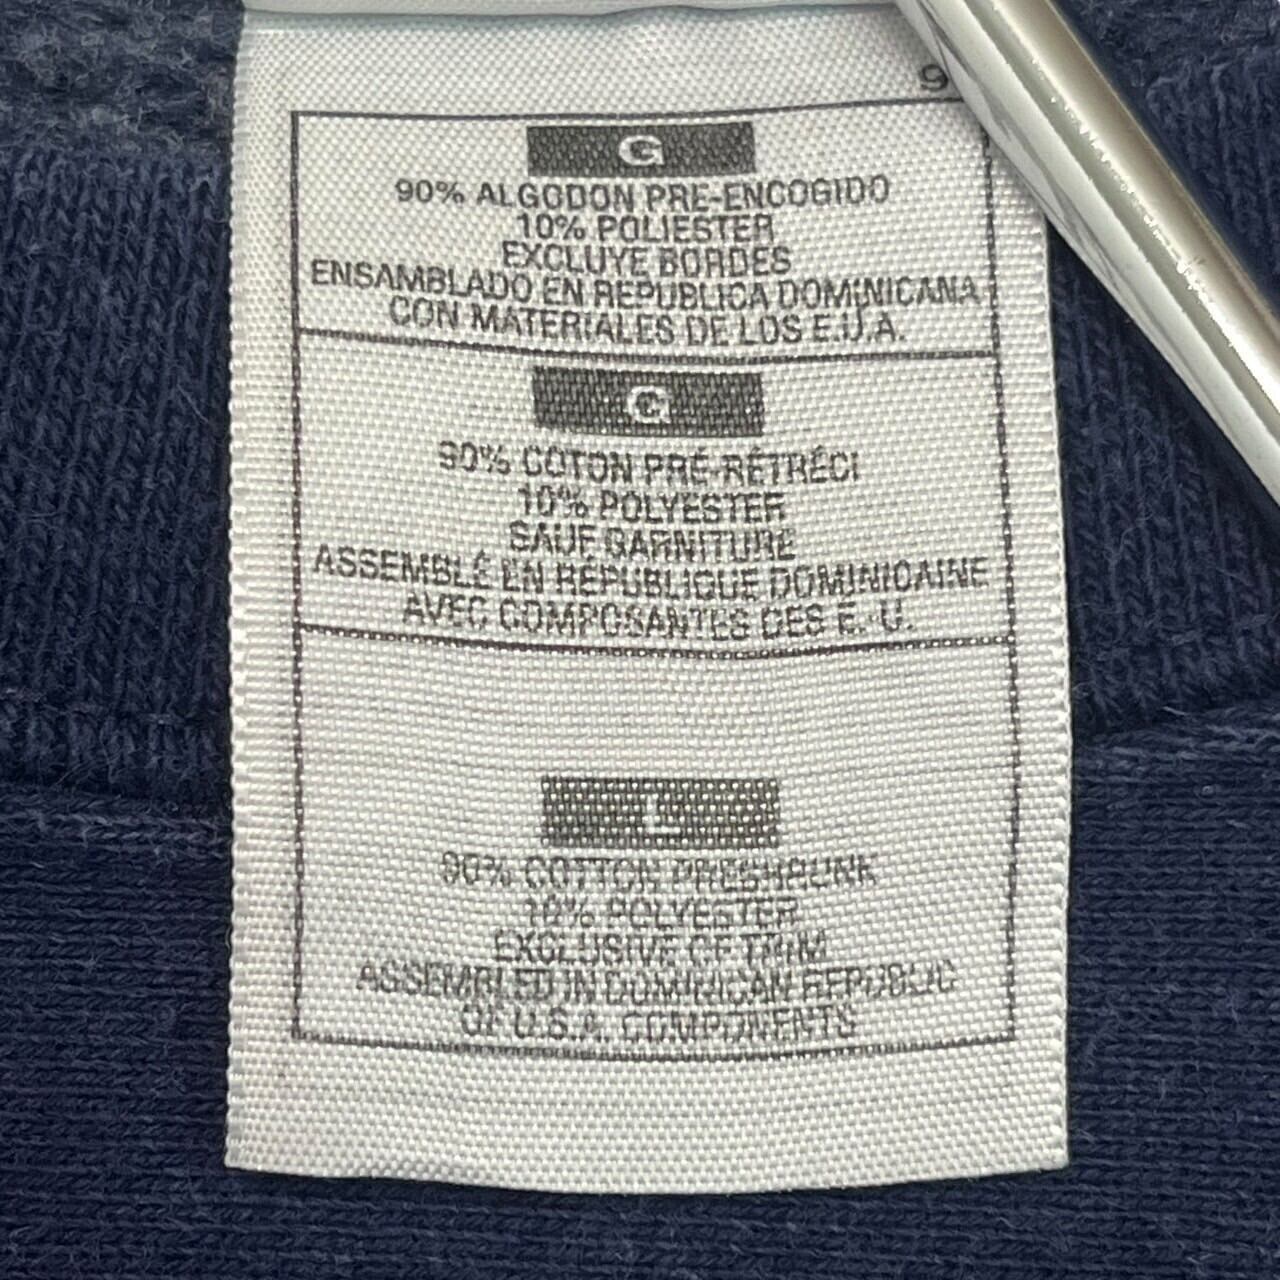 9
G
90% ALGODON PRE-ENCOGIDO
10% POLIESTER
EXCLUYE BORDES
ENSAMBLADO EN REPUBLICA DOMINICANA
CON MATERIALES DE LOS E.U.A.
G
90% COTON PRÉ-RÉTRÉCI
10% POLYESTER
SAUF GARNITURE
ASSEMBLÉ EN RÉPUBLIQUE DOMINICAINE
AVEC COMPOSANTES DES É.-U.
L
90% COTTON PRESHRUNK
10% POLYESTER
EXCLUSIVE OF TRIM
ASSEMBLED IN DOMINICAN REPUBLIC
OF U.S.A. COMPONENTS